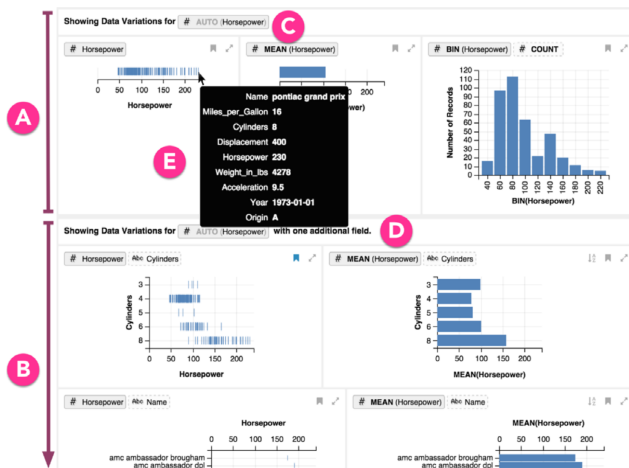 Showing Data Variations for # AUTO (Horsepower)
C
# Horsepower
# MEAN (Horsepower)
# BIN (Horsepower) # COUNT
0 50 100 150 200
Horsepower
0 50 100 150 200
power)
Name pontiac grand prix
Miles_per_Gallon 16
Cylinders 8
Displacement 400
Horsepower 230
Weight_in_lbs 4278
Acceleration 9.5
Year 1973-01-01
Origin A
Number of Records
120
110
100
90
80
70
60
50
40
30
20
10
0
40 60 80 100 120 140 160 180 200 220
BIN(Horsepower)
A
E
Showing Data Variations for # AUTO (Horsepower) with one additional field.
D
# Horsepower Abc Cylinders
# MEAN (Horsepower) Abc Cylinders
Cylinders
3
4
5
6
8
0 50 100 150 200
Horsepower
Cylinders
3
4
5
6
8
0 50 100 150 200
MEAN(Horsepower)
B
# Horsepower Abc Name
# MEAN (Horsepower) Abc Name
Horsepower
0 50 100 150 200
amc ambassador brougham
amc ambassador dpl
MEAN(Horsepower)
0 50 100 150 200
amc ambassador brougham
amc ambassador dpl